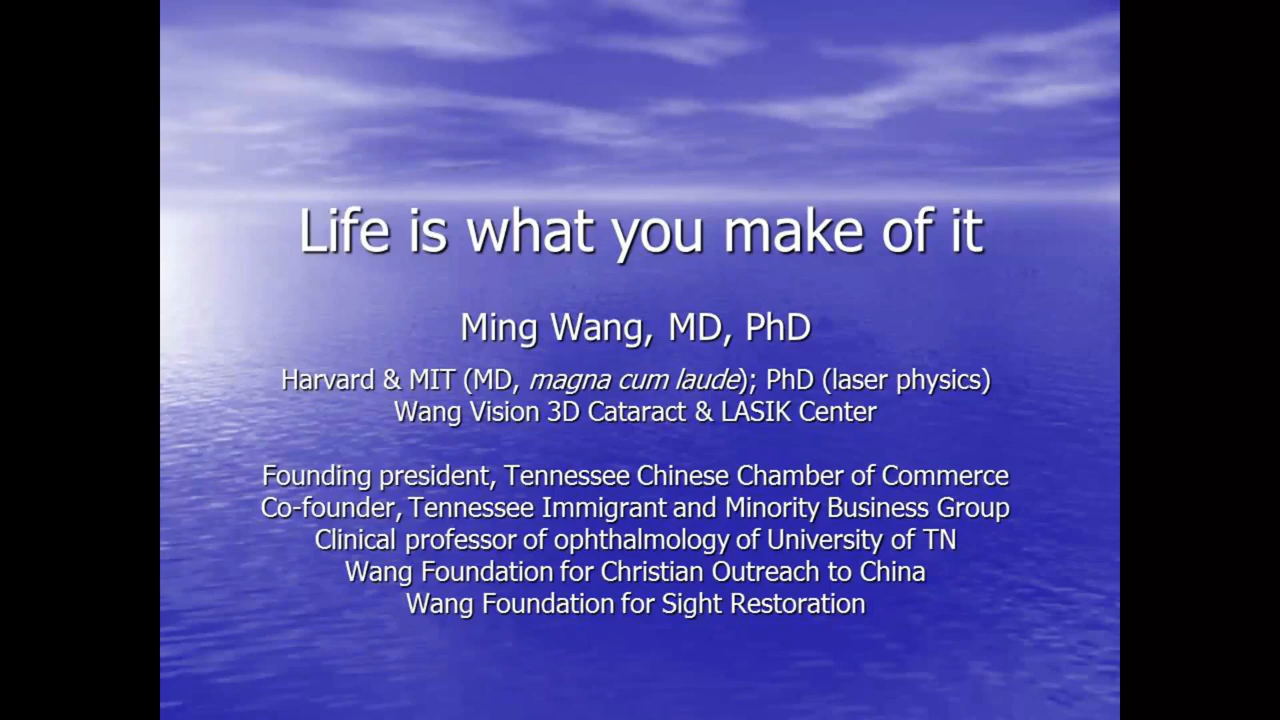 Life is what you make of it
Ming Wang, MD, PhD
Harvard & MIT (MD, magna cum laude); PhD (laser physics)
Wang Vision 3D Cataract & LASIK Center
Founding president, Tennessee Chinese Chamber of Commerce
Co-founder, Tennessee Immigrant and Minority Business Group
Clinical professor of ophthalmology of University of TN
Wang Foundation for Christian Outreach to China
Wang Foundation for Sight Restoration